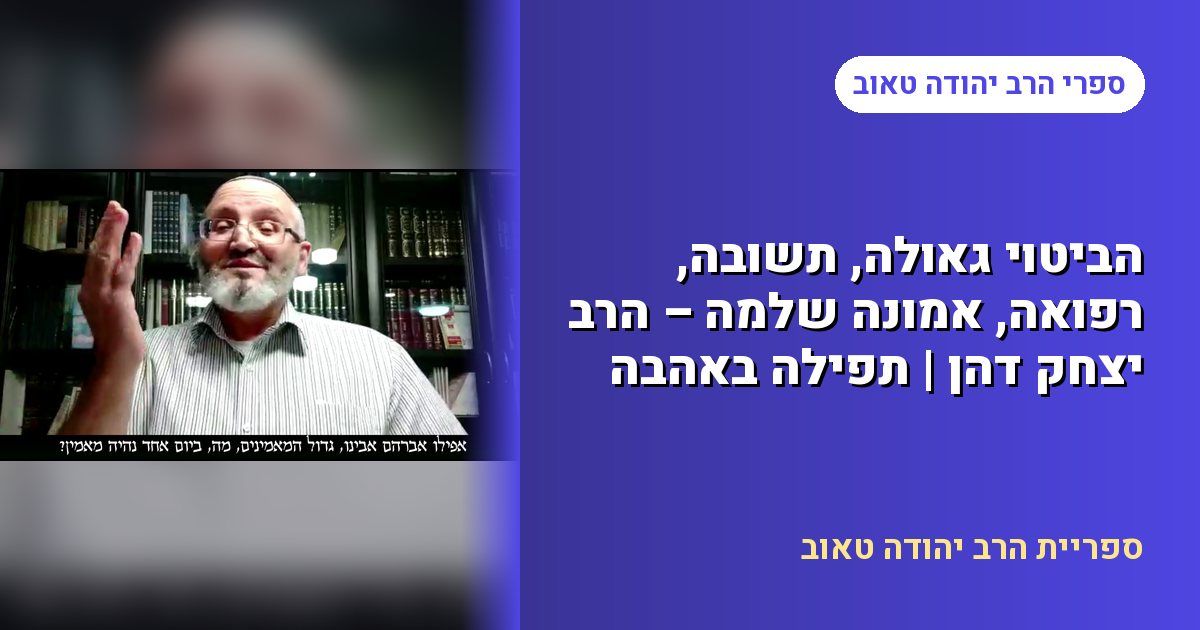 ספרי הרב יהודה טאוב
הביטוי גאולה, תשובה,
רפואה, אמונה שלמה – הרב
יצחק דהן | תפילה באהבה
אפילו אברהם אבינו, גדול המאמינים, מה, ביום אחד נהיה מאמין?
ספריית הרב יהודה טאוב